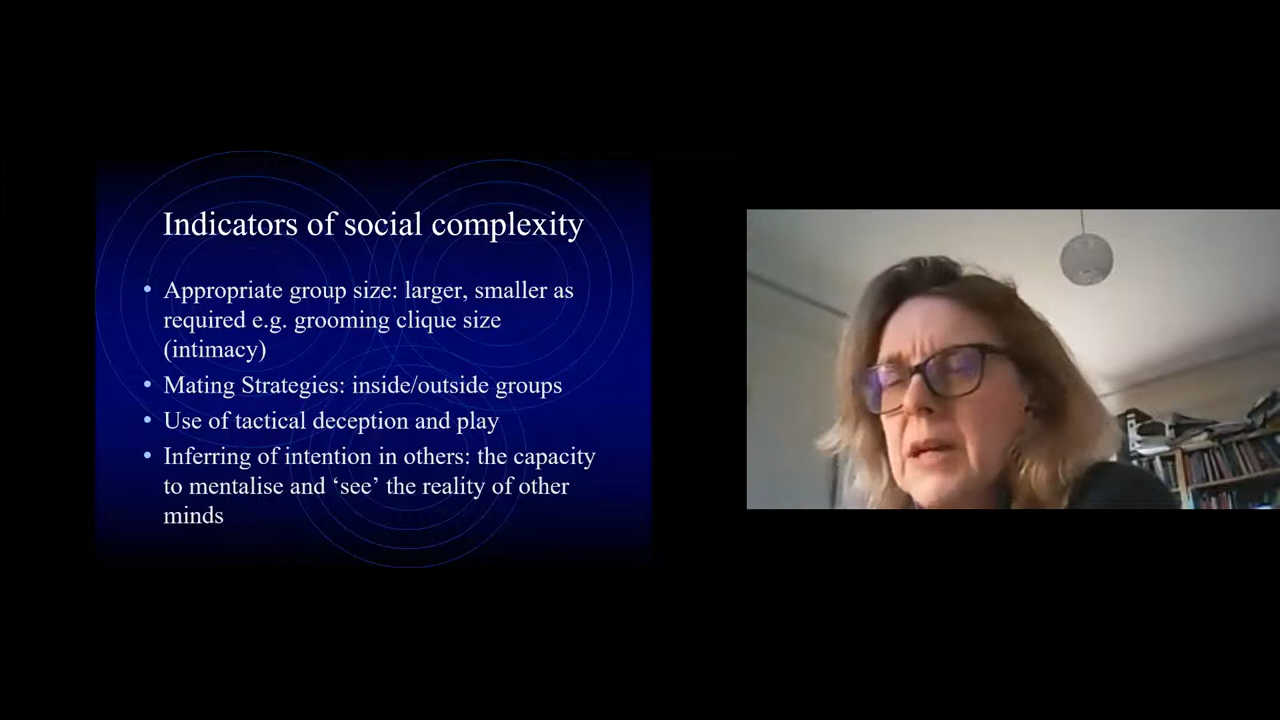 Indicators of social complexity
• Appropriate group size: larger, smaller as
required e.g. grooming clique size
(intimacy)
• Mating Strategies: inside/outside groups
• Use of tactical deception and play
• Inferring of intention in others: the capacity
to mentalise and ‘see’ the reality of other
minds